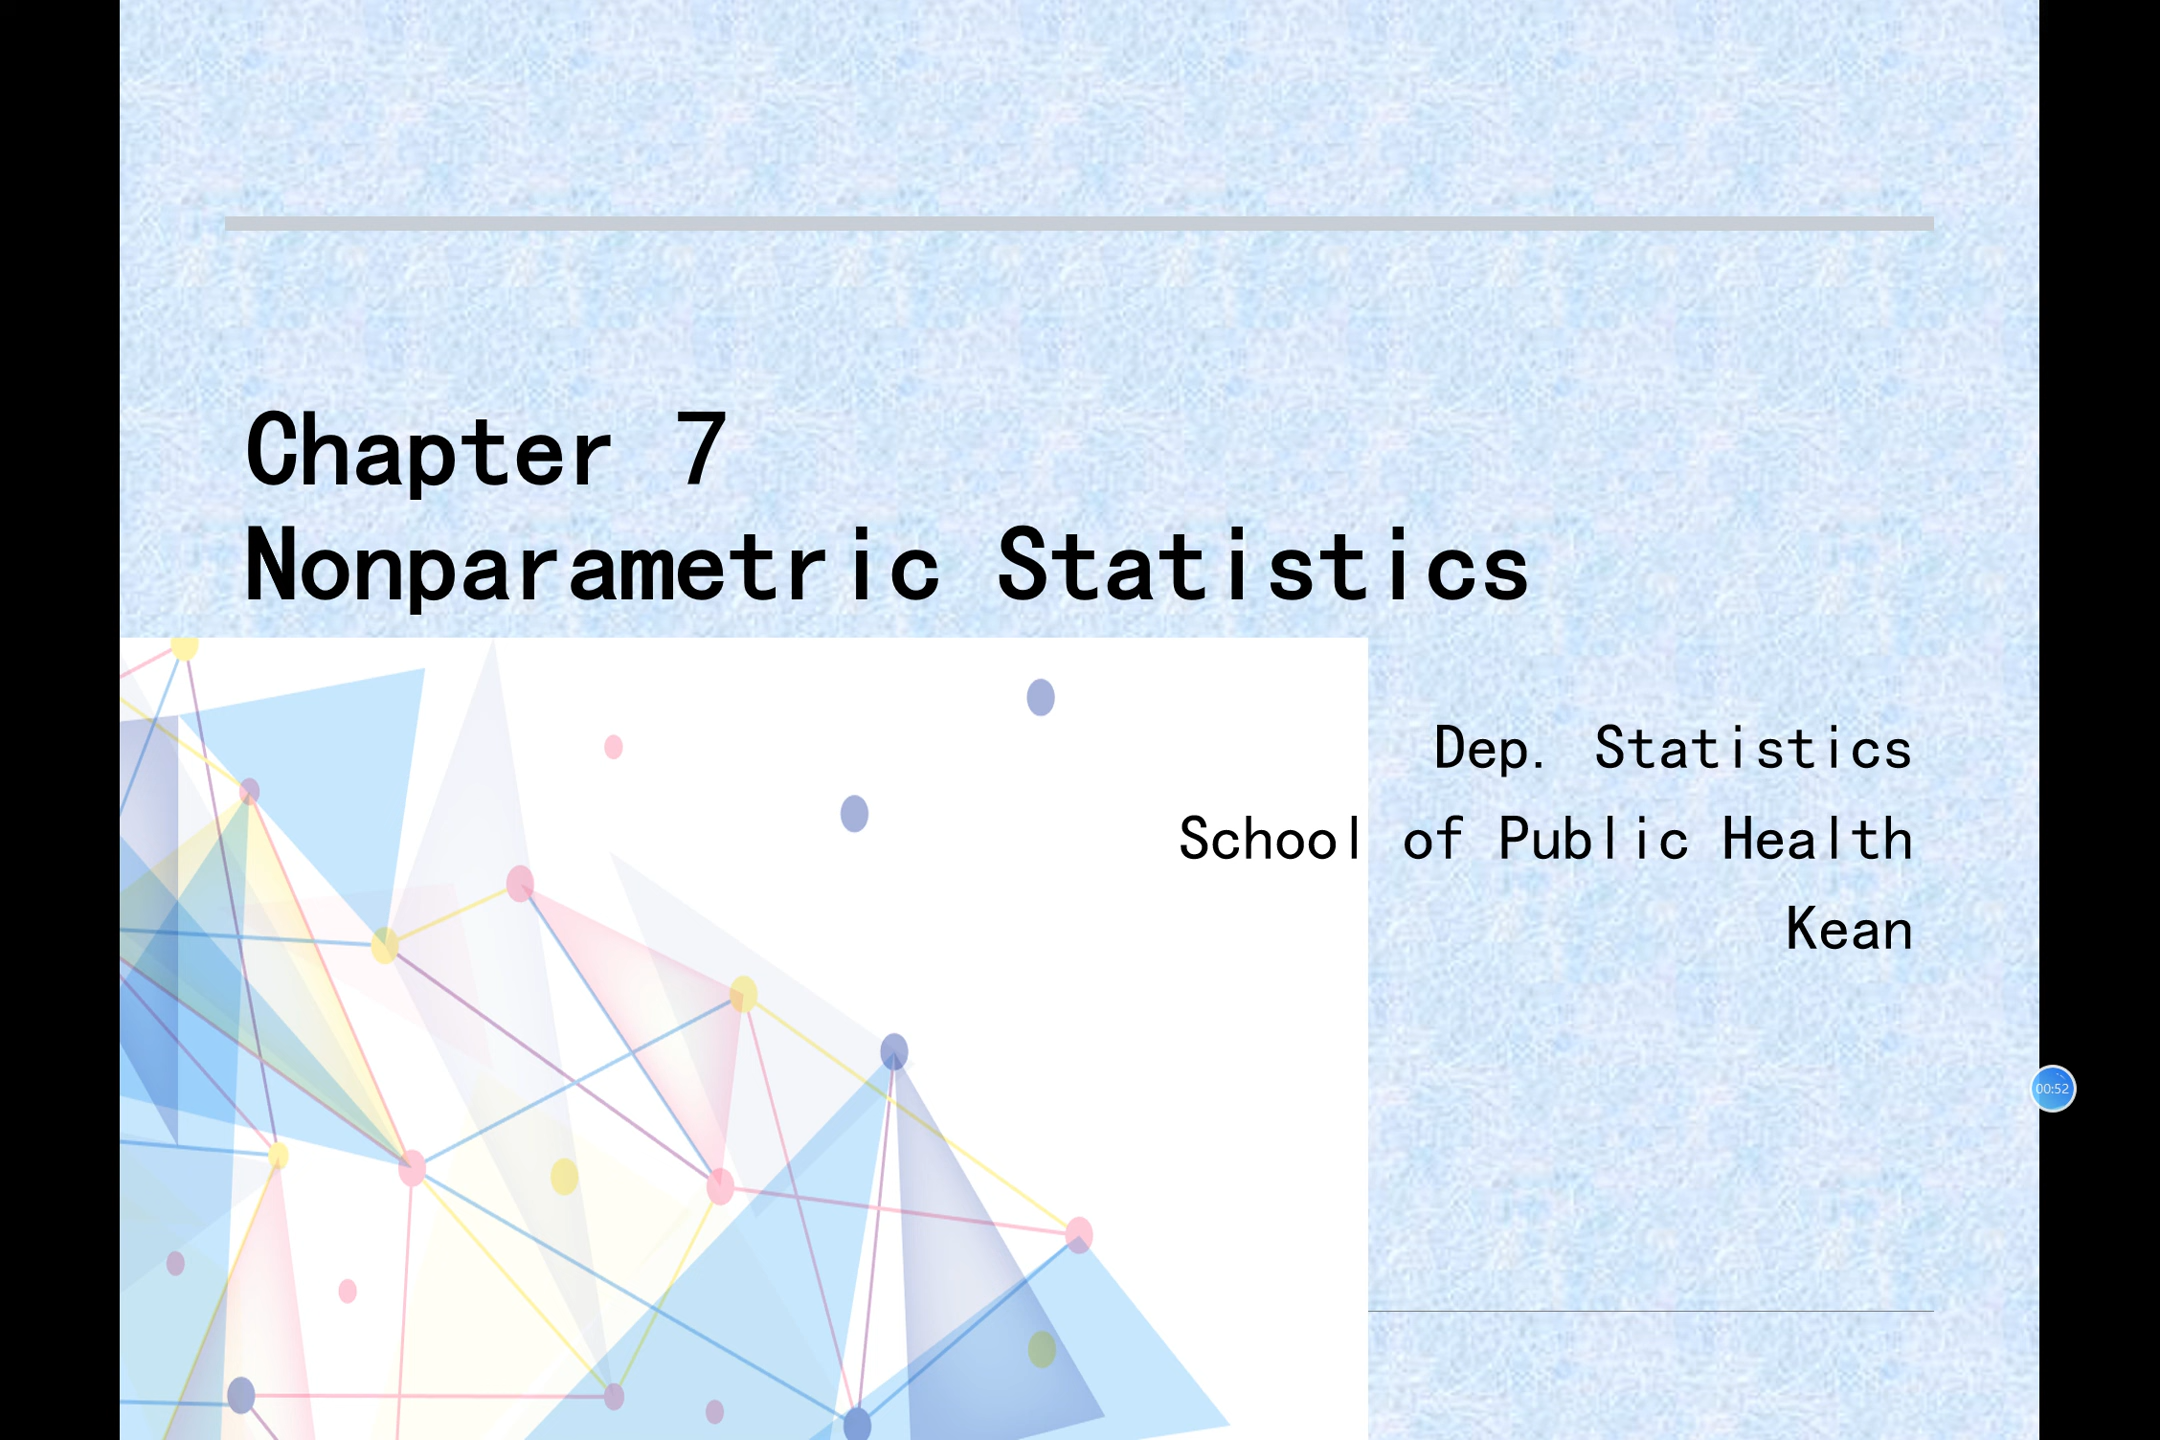 Chapter 7
Nonparametric Statistics
Dep. Statistics
School of Public Health
Kean
00:52